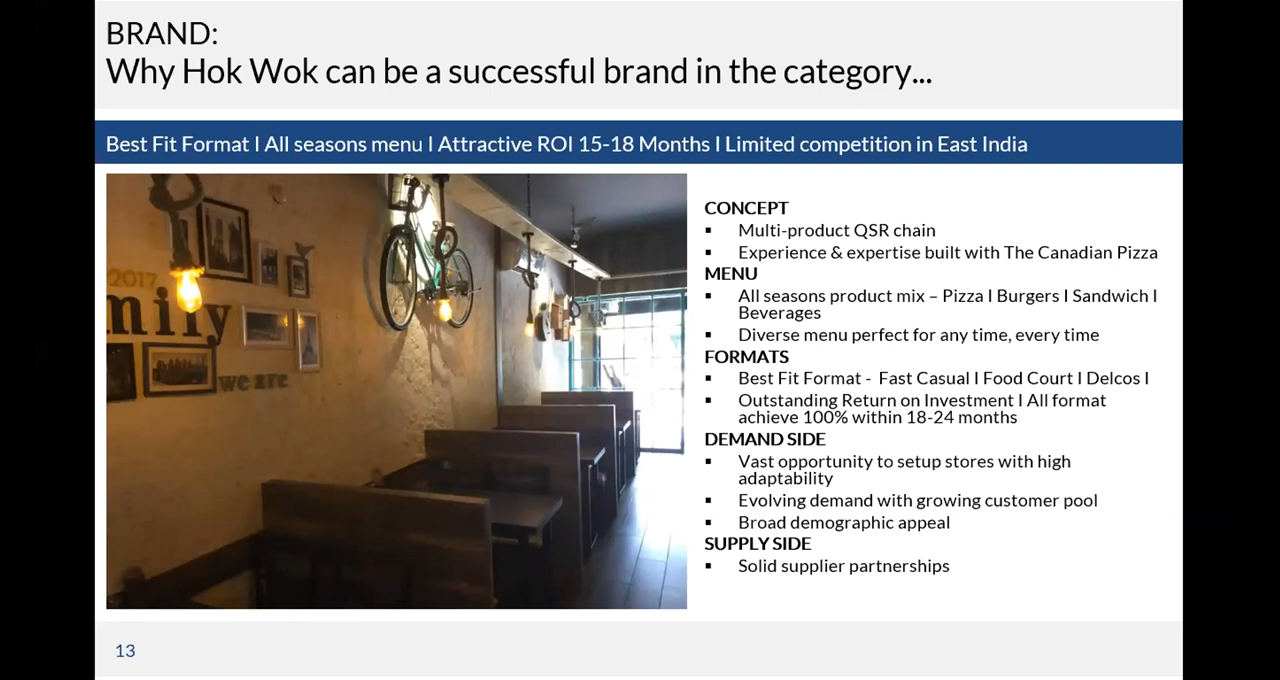 BRAND:
Why Hok Wok can be a successful brand in the category...
Best Fit Format I All seasons menu I Attractive ROI 15-18 Months I Limited competition in East India
2017
mily
we are
CONCEPT
▪ Multi-product QSR chain
▪ Experience & expertise built with The Canadian Pizza
MENU
▪ All seasons product mix – Pizza I Burgers I Sandwich I
Beverages
▪ Diverse menu perfect for any time, every time
FORMATS
▪ Best Fit Format - Fast Casual I Food Court I Delcos I
▪ Outstanding Return on Investment I All format
achieve 100% within 18-24 months
DEMAND SIDE
▪ Vast opportunity to setup stores with high
adaptability
▪ Evolving demand with growing customer pool
▪ Broad demographic appeal
SUPPLY SIDE
▪ Solid supplier partnerships
13